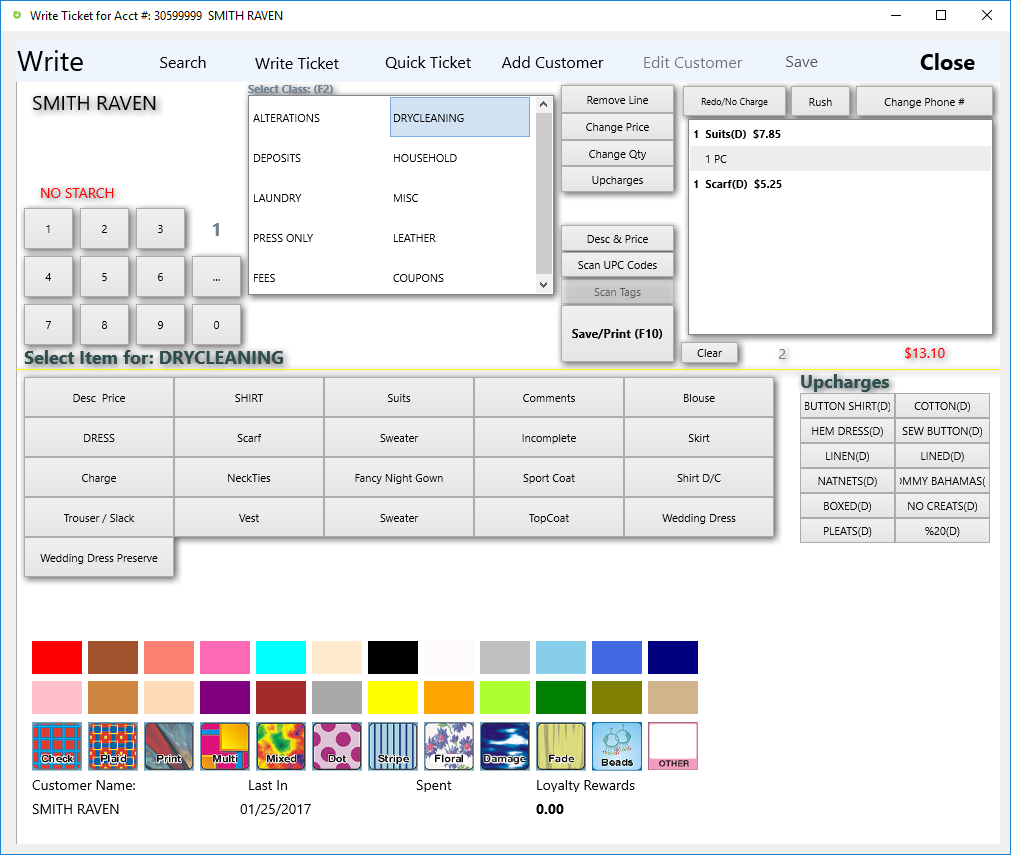 Write Ticket for Acct #: 30599999 SMITH RAVEN
Write Search Write Ticket Quick Ticket Add Customer Edit Customer Save Close
SMITH RAVEN
NO STARCH
1 2 3 1
4 5 6 ...
7 8 9 0
Select Class: (F2)
ALTERATIONS DRYCLEANING
DEPOSITS HOUSEHOLD
LAUNDRY MISC
PRESS ONLY LEATHER
FEES COUPONS
Remove Line
Change Price
Change Qty
Upcharges
Desc & Price
Scan UPC Codes
Scan Tags
Save/Print (F10)
Redo/No Charge Rush Change Phone #
1 Suits(D) $7.85
1 PC
1 Scarf(D) $5.25
Clear 2 $13.10
Select Item for: DRYCLEANING
Desc Price SHIRT Suits Comments Blouse
DRESS Scarf Sweater Incomplete Skirt
Charge NeckTies Fancy Night Gown Sport Coat Shirt D/C
Trouser / Slack Vest Sweater TopCoat Wedding Dress
Wedding Dress Preserve
Upcharges
BUTTON SHIRT(D) COTTON(D)
HEM DRESS(D) SEW BUTTON(D)
LINEN(D) LINED(D)
NATNETS(D) OMMY BAHAMAS(
BOXED(D) NO CREATS(D)
PLEATS(D) %20(D)
Check Plaid Print Multi Mixed Dot Stripe Floral Damage Fade Beads OTHER
Customer Name: Last In Spent Loyalty Rewards
SMITH RAVEN 01/25/2017 0.00